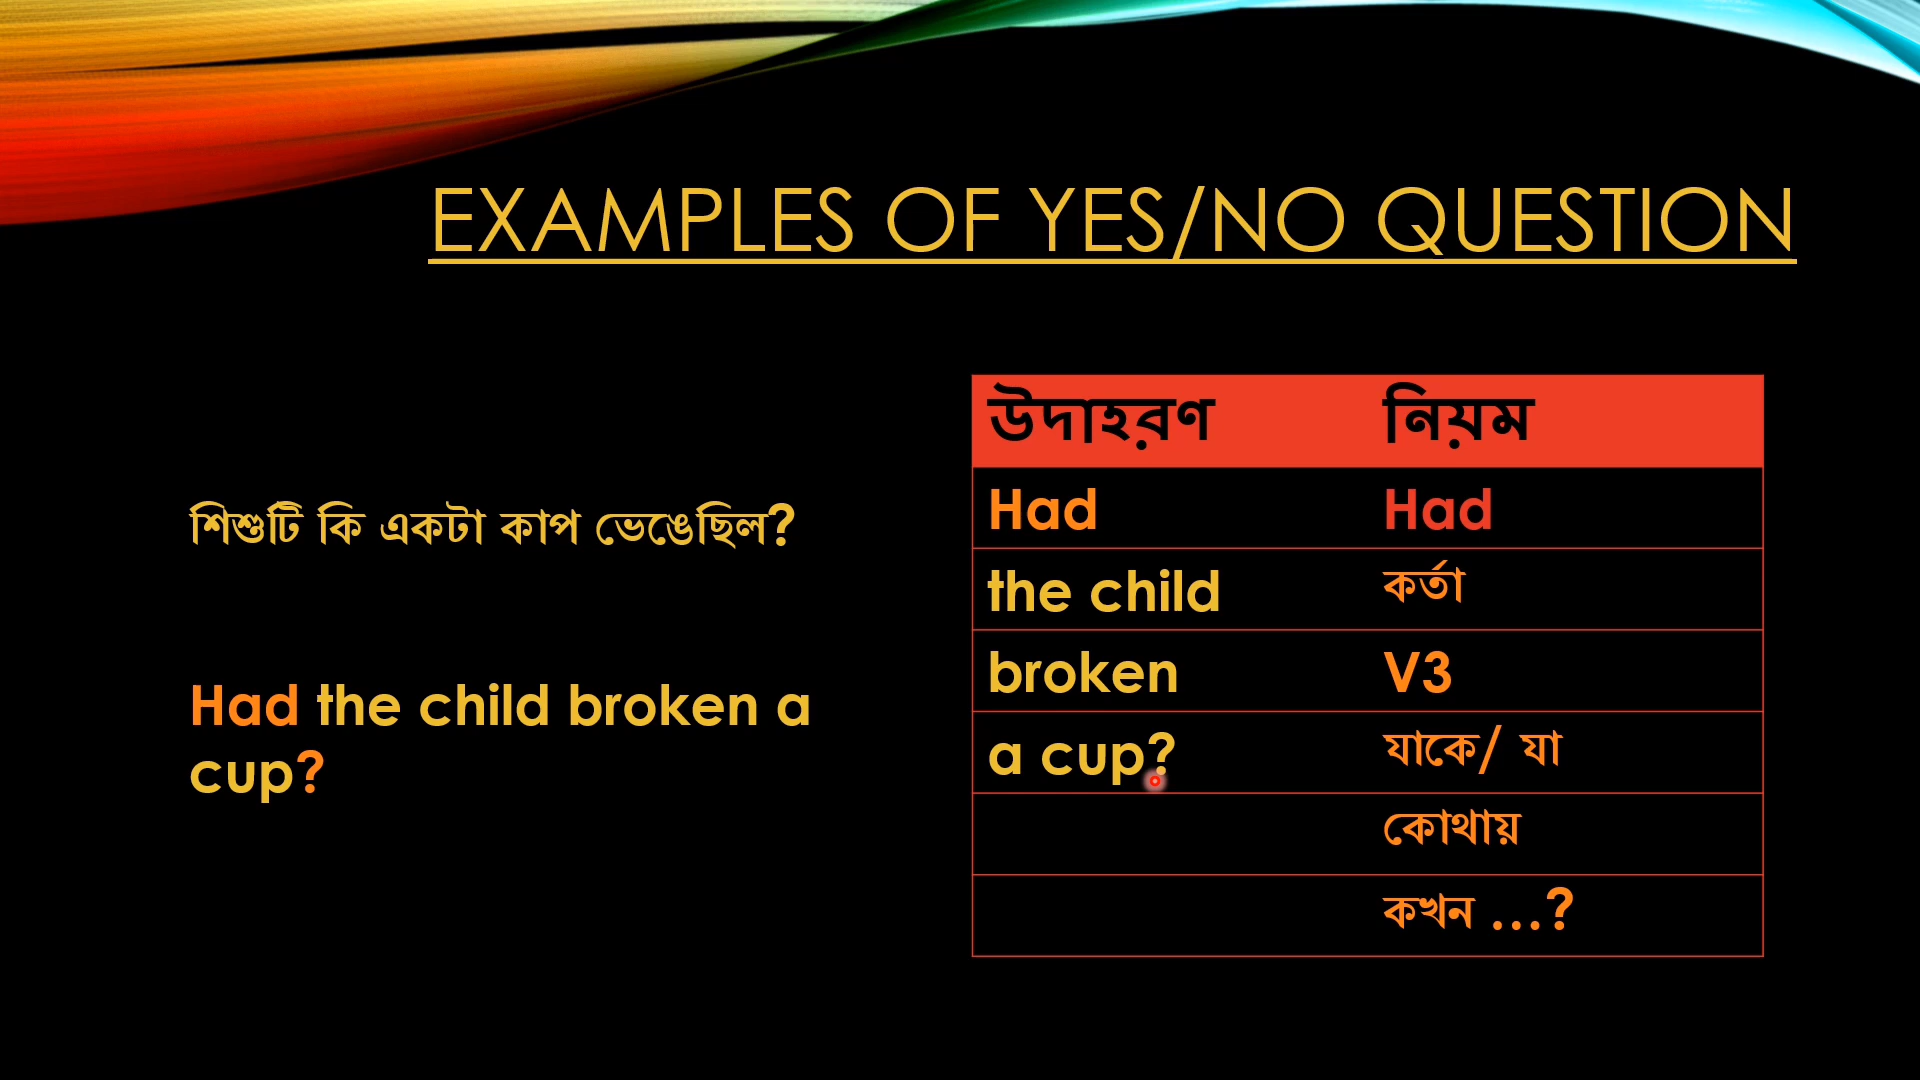 EXAMPLES OF YES/NO QUESTION
শিশুটি কি একটা কাপ ভেঙেছিল?
Had the child broken a
cup?
উদাহরণ নিয়ম
Had Had
the child কর্তা
broken V3
a cup? যাকে/ যা
কোথায়
কখন ...?